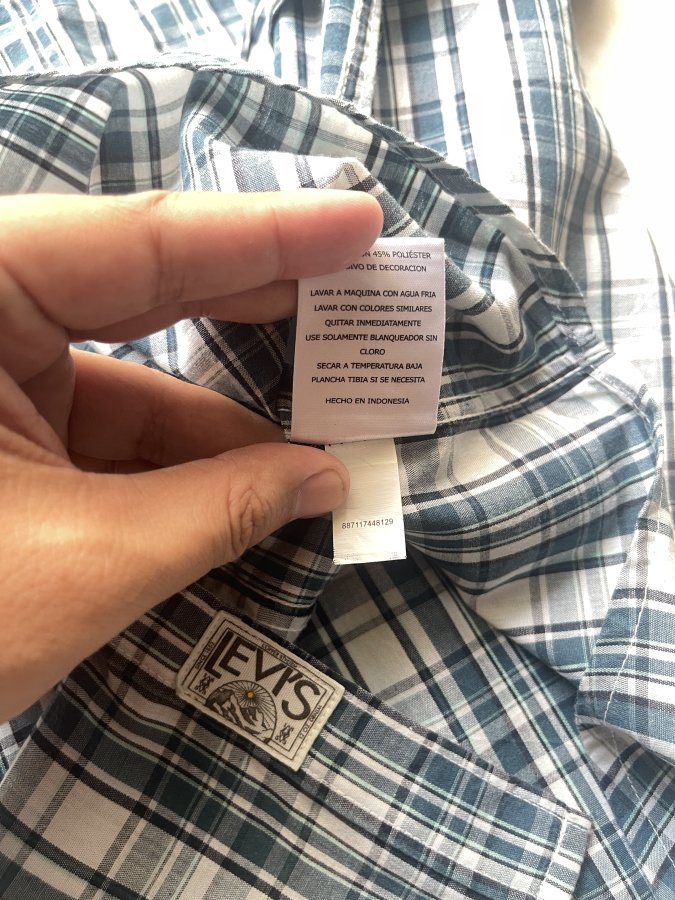 45% POLIÉSTER
DE DECORACION
LAVAR A MAQUINA CON AGUA FRIA
LAVAR CON COLORES SIMILARES
QUITAR INMEDIATAMENTE
USE SOLAMENTE BLANQUEADOR SIN
CLORO
SECAR A TEMPERATURA BAJA
PLANCHA TIBIA SI SE NECESITA
HECHO EN INDONESIA
887117448129
LEVI'S